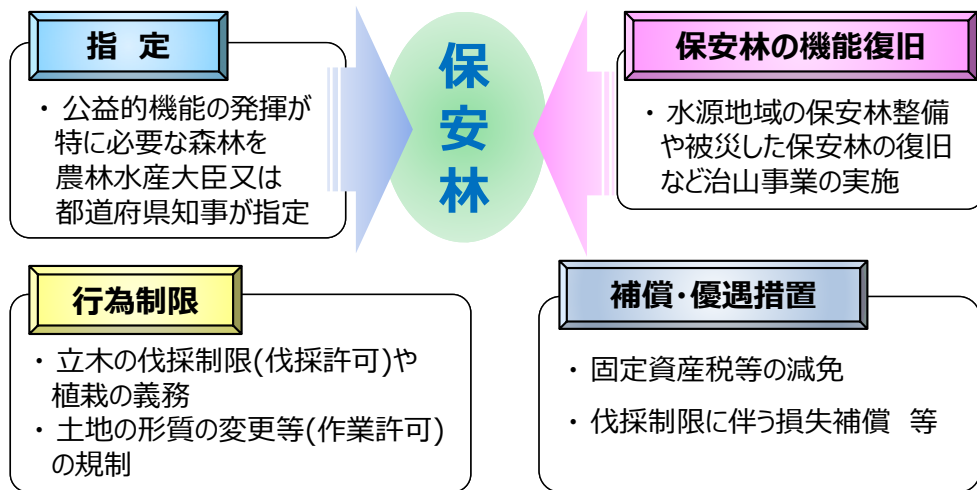 指 定
・ 公益的機能の発揮が
特に必要な森林を
農林水産大臣又は
都道府県知事が指定
保
安
林
保安林の機能復旧
・ 水源地域の保安林整備
や被災した保安林の復旧
など治山事業の実施
行為制限
・ 立木の伐採制限(伐採許可)や
植栽の義務
・ 土地の形質の変更等(作業許可)
の規制
補償・優遇措置
・ 固定資産税等の減免
・ 伐採制限に伴う損失補償 等